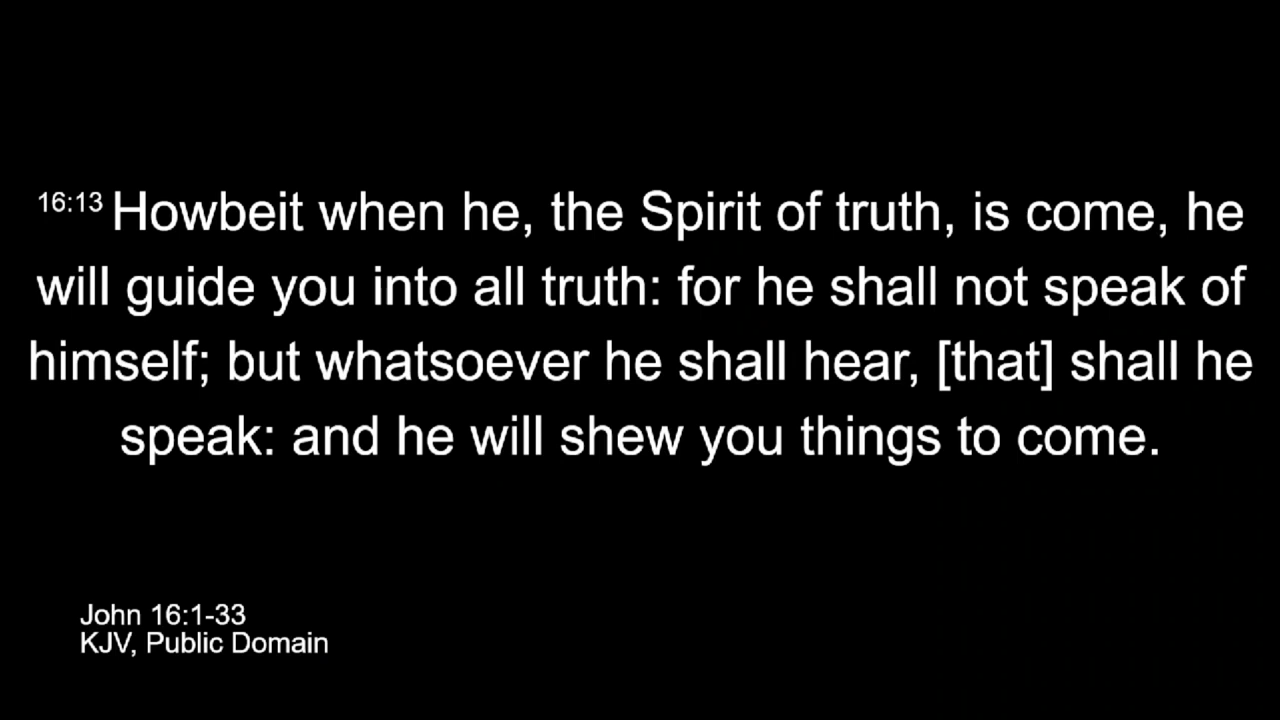 16:13 Howbeit when he, the Spirit of truth, is come, he
will guide you into all truth: for he shall not speak of
himself; but whatsoever he shall hear, [that] shall he
speak: and he will shew you things to come.
John 16:1-33
KJV, Public Domain